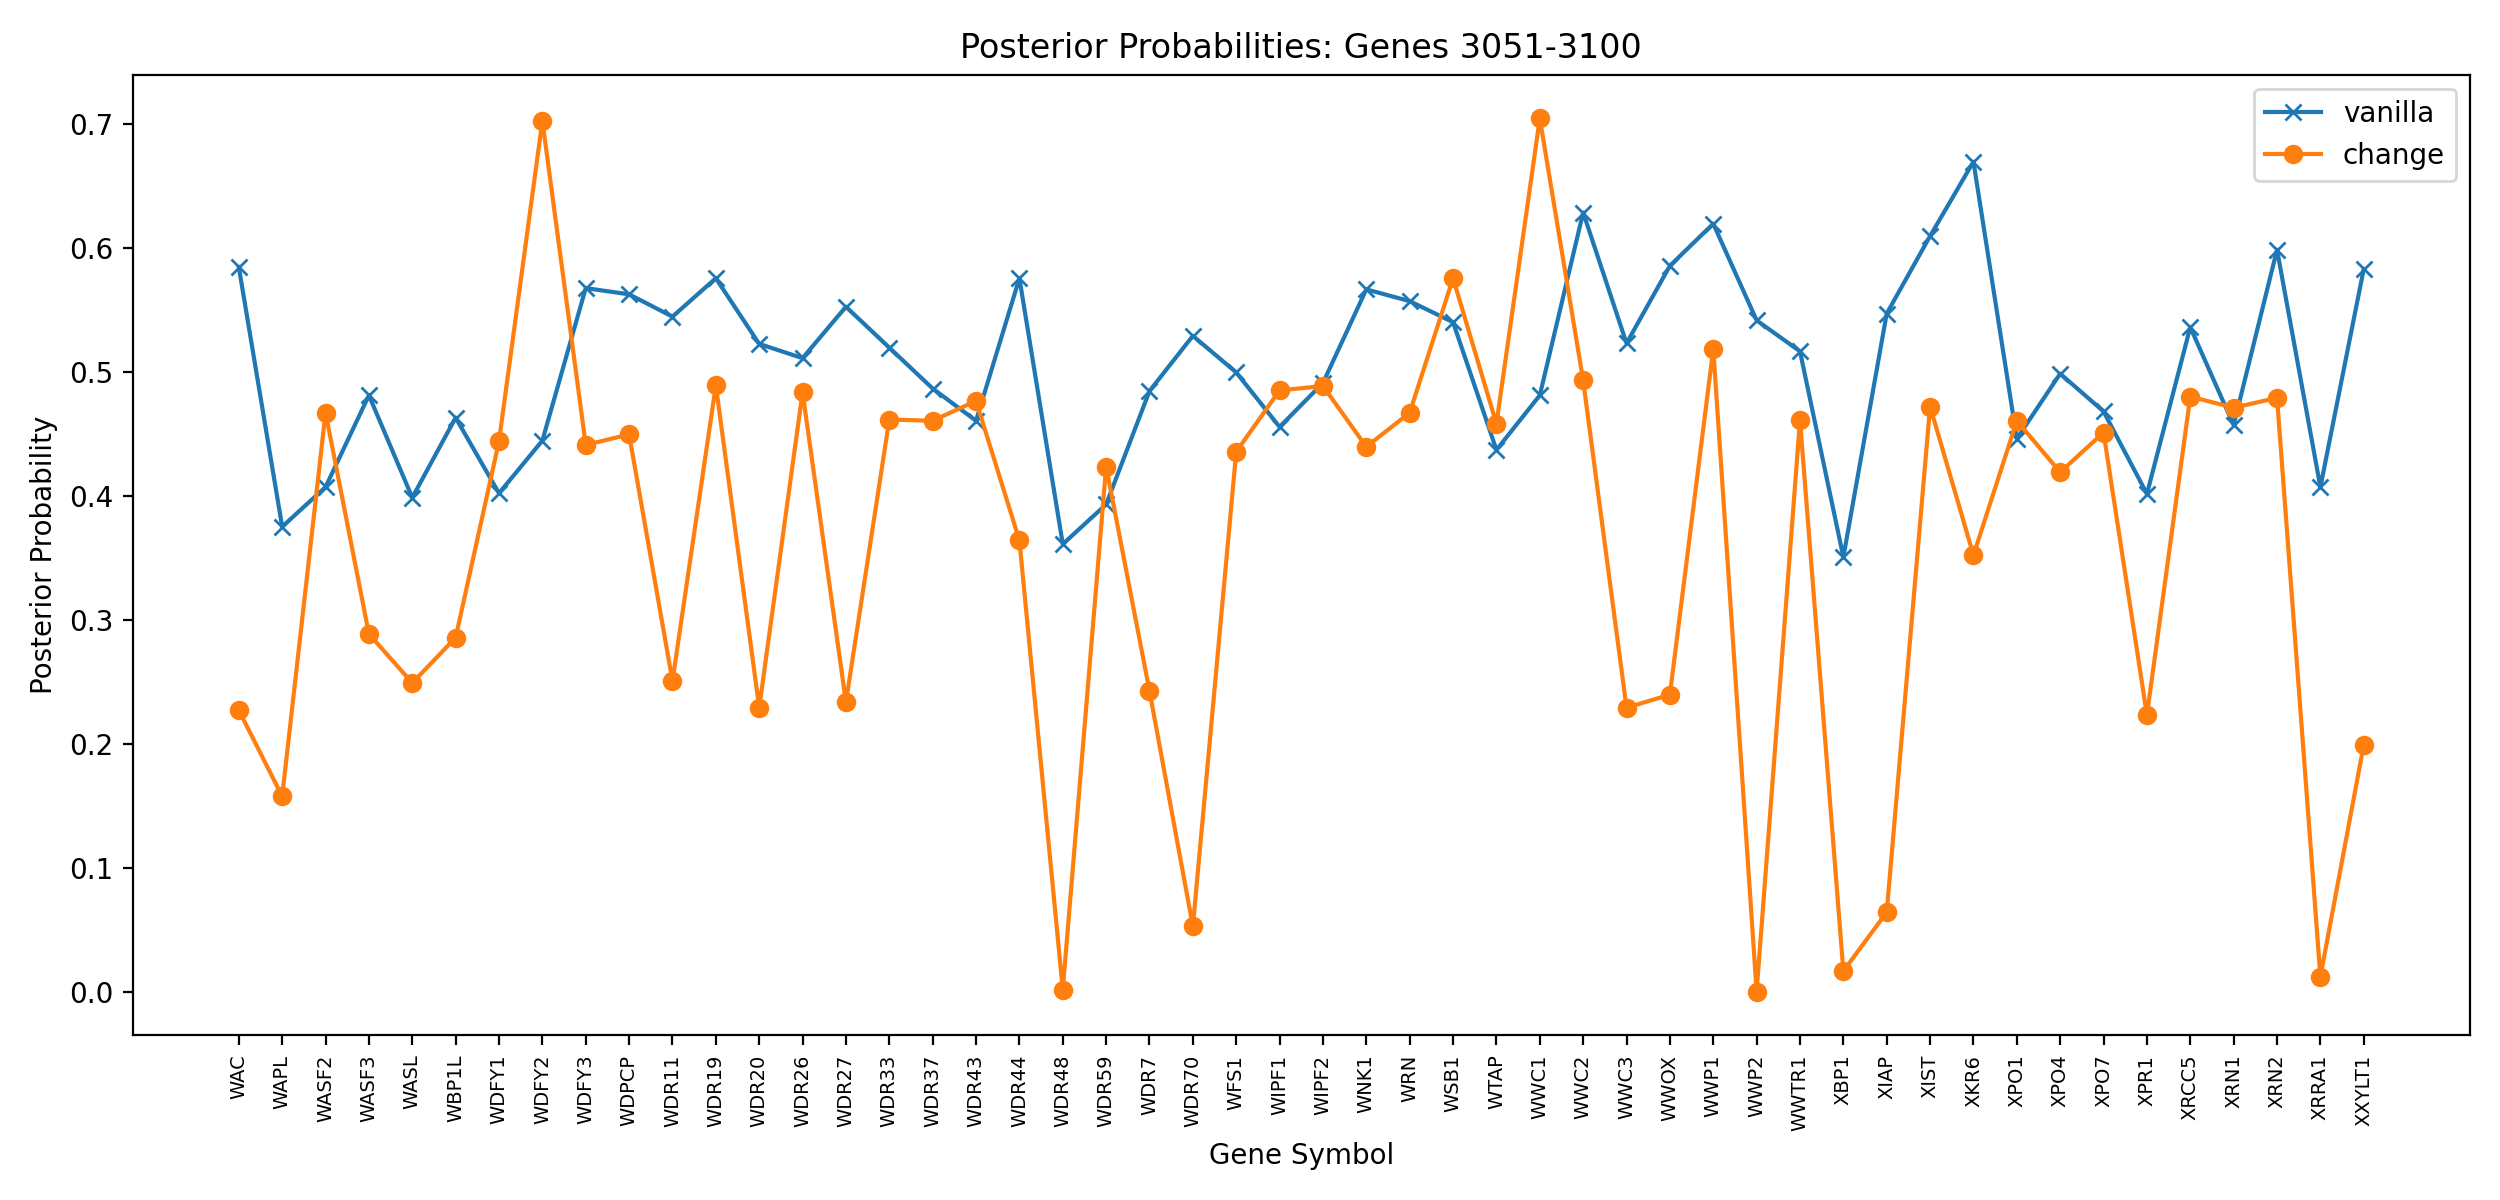 Posterior Probabilities: Genes 3051-3100
vanilla
change
Posterior Probability
0.7
0.6
0.5
0.4
0.3
0.2
0.1
0.0
WAC
WAPL
WASF2
WASF3
WASL
WBP1L
WDFY1
WDFY2
WDFY3
WDPCP
WDR11
WDR19
WDR20
WDR26
WDR27
WDR33
WDR37
WDR43
WDR44
WDR48
WDR59
WDR7
WDR70
WFS1
WIPF1
WIPF2
WNK1
WRN
WSB1
WTAP
WWC1
WWC2
WWC3
WWOX
WWP1
WWP2
WWTR1
XBP1
XIAP
XIST
XKR6
XPO1
XPO4
XPO7
XPR1
XRCC5
XRN1
XRN2
XRRA1
XXYLT1
Gene Symbol